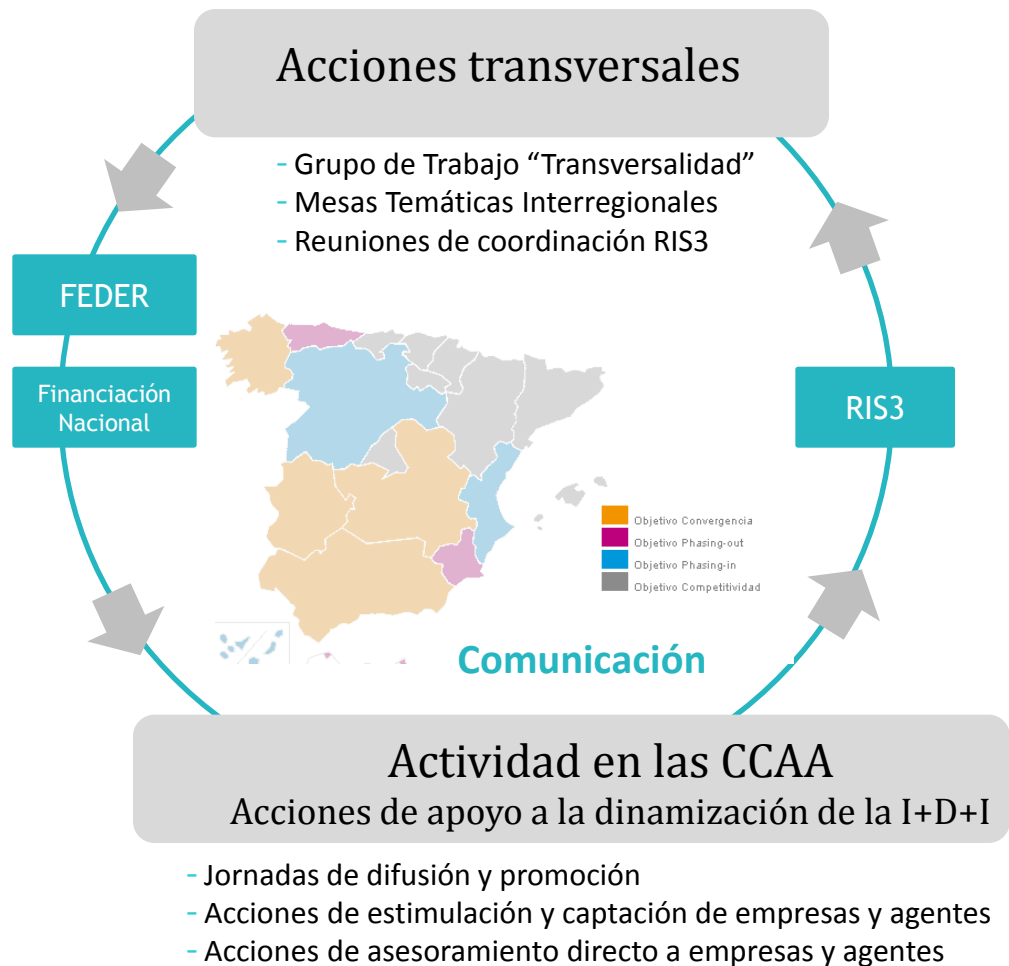 Acciones transversales
- Grupo de Trabajo “Transversalidad”
- Mesas Temáticas Interregionales
- Reuniones de coordinación RIS3
FEDER
Financiación
Nacional
RIS3
Objetivo Convergencia
Objetivo Phasing-out
Objetivo Phasing-in
Objetivo Competitividad
Comunicación
Actividad en las CCAA
Acciones de apoyo a la dinamización de la I+D+I
- Jornadas de difusión y promoción
- Acciones de estimulación y captación de empresas y agentes
- Acciones de asesoramiento directo a empresas y agentes